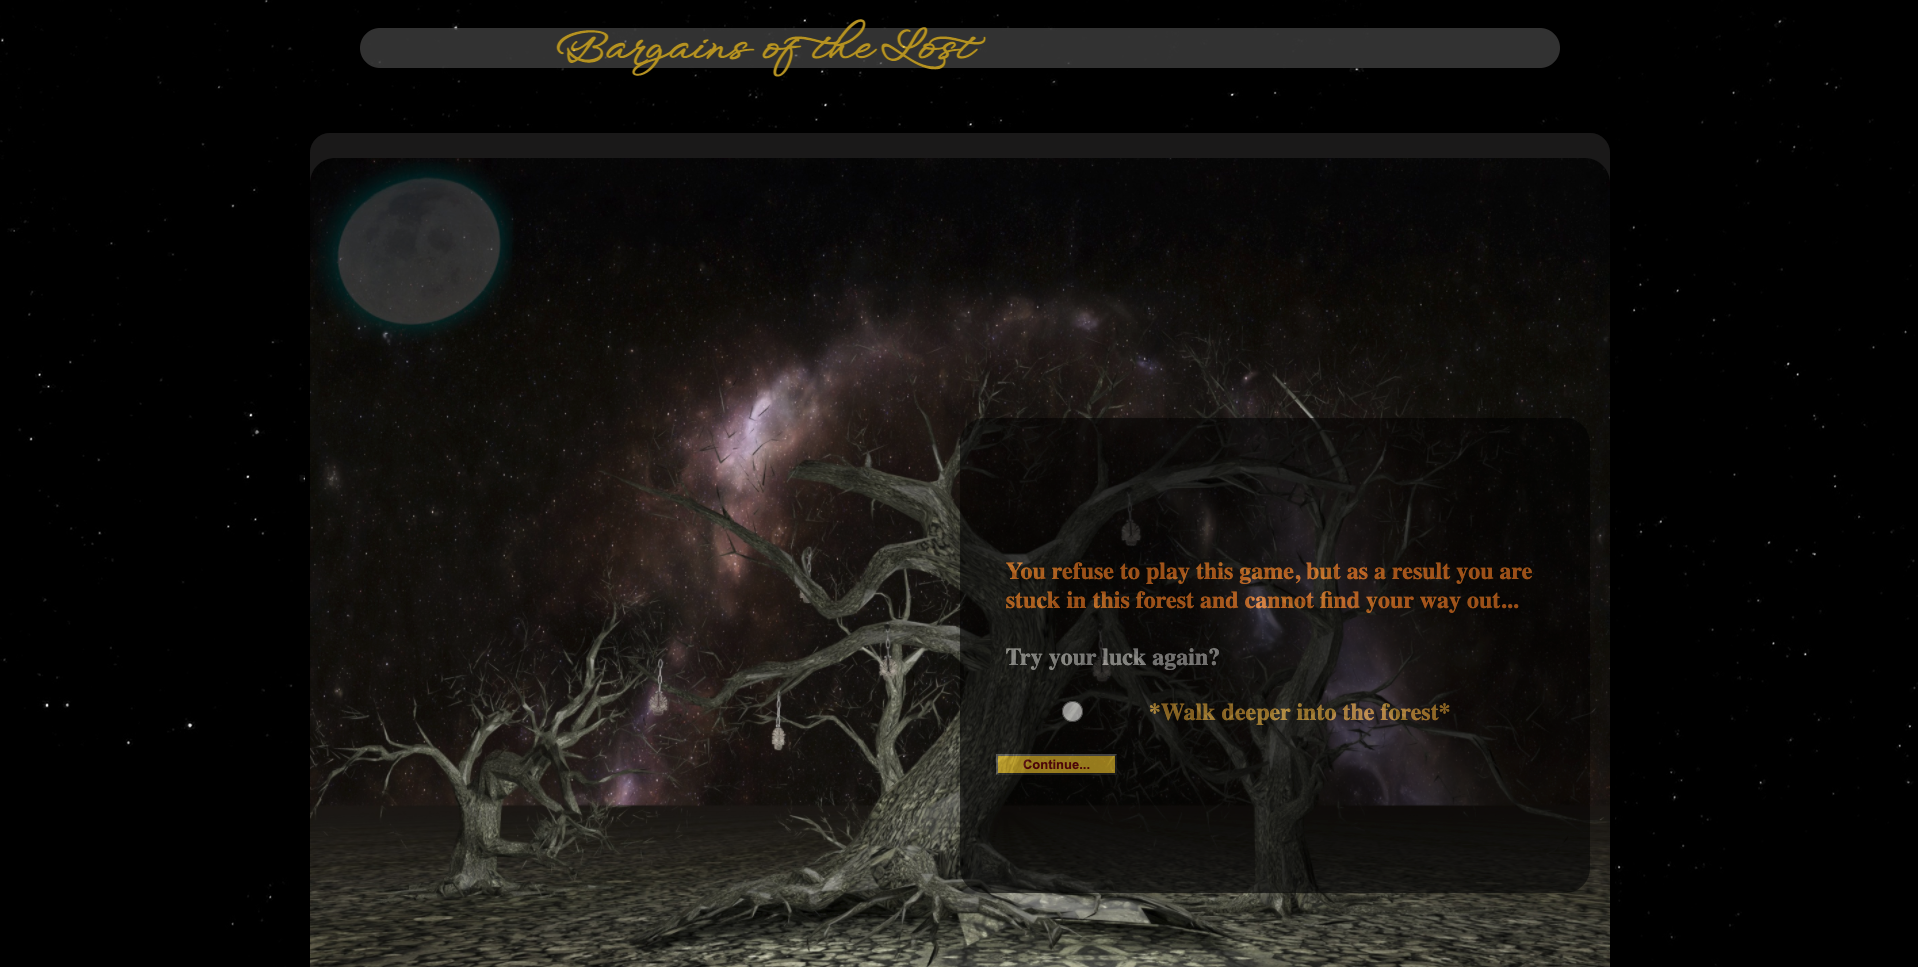 Bargains of the Lost
You refuse to play this game, but as a result you are
stuck in this forest and cannot find your way out...
Try your luck again?
*Walk deeper into the forest*
Continue...